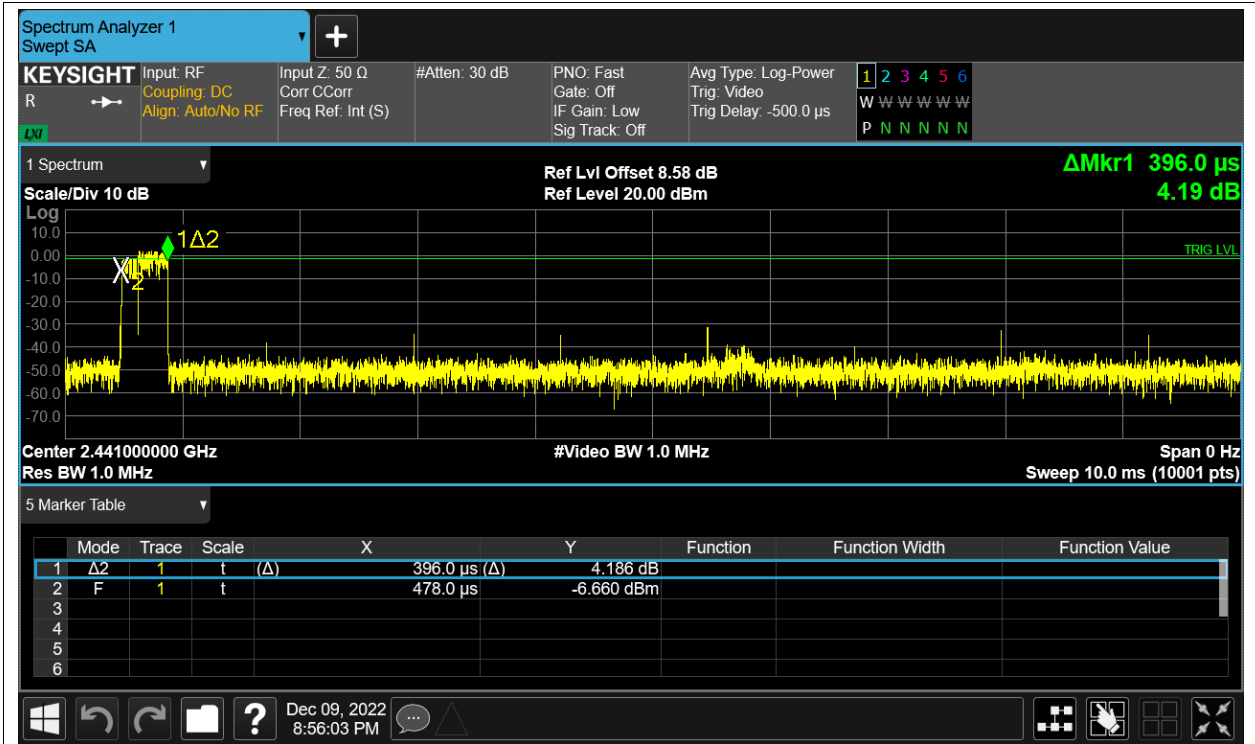 Spectrum Analyzer 1
Swept SA
+
KEYSIGHT Input: RF Input Z: 50 Ω #Atten: 30 dB PNO: Fast Avg Type: Log-Power 1 2 3 4 5 6
R Coupling: DC Corr CCorr Gate: Off Trig: Video W W W W W W
Align: Auto/No RF Freq Ref: Int (S) IF Gain: Low Trig Delay: -500.0 µs
LXI Sig Track: Off P N N N N N
1 Spectrum
Ref Lvl Offset 8.58 dB ΔMkr1 396.0 µs
Scale/Div 10 dB Ref Level 20.00 dBm 4.19 dB
Log
10.0
1Δ2
0.00
TRIG LVL
X
2
-10.0
-20.0
-30.0
-40.0
-50.0
-60.0
-70.0
Center 2.441000000 GHz #Video BW 1.0 MHz Span 0 Hz
Res BW 1.0 MHz Sweep 10.0 ms (10001 pts)
5 Marker Table
Mode Trace Scale X Y Function Function Width Function Value
1 Δ2 1 t (Δ) 396.0 µs (Δ) 4.186 dB
2 F 1 t 478.0 µs -6.660 dBm
3
4
5
6
? Dec 09, 2022
8:56:03 PM